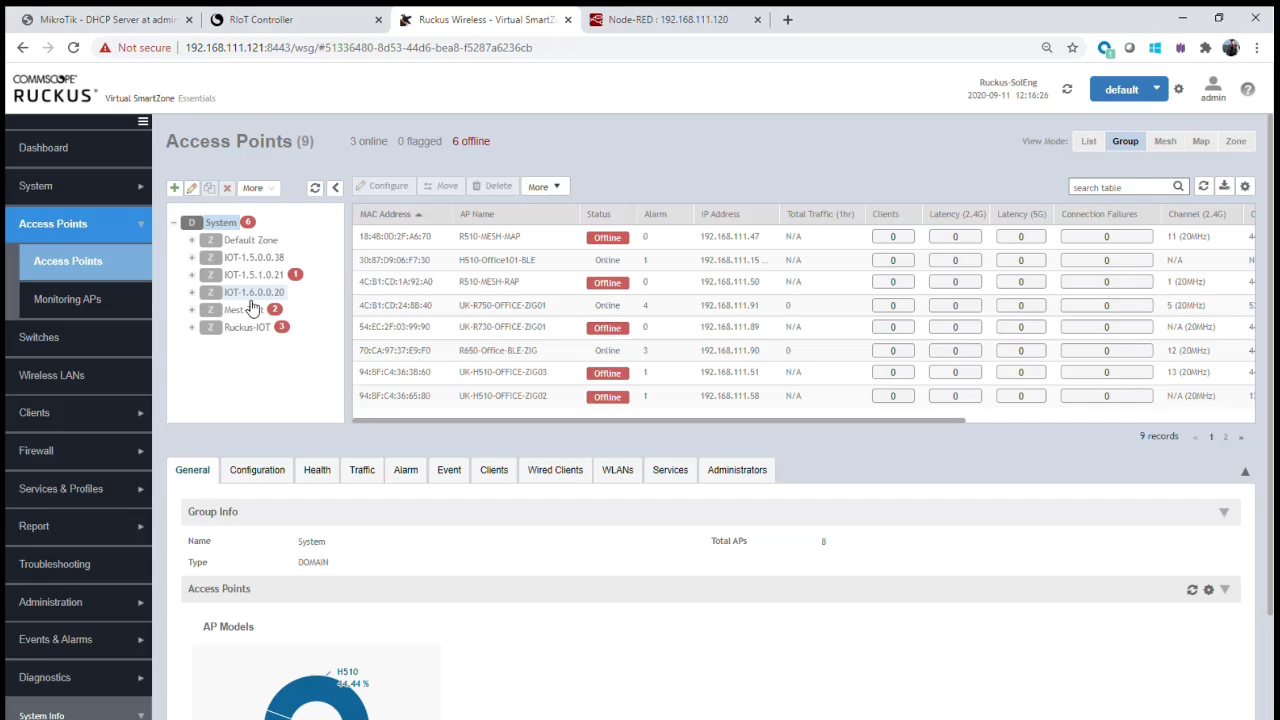 MikroTik - DHCP Server at admin
RIoT Controller
Ruckus Wireless - Virtual SmartZ
Node-RED : 192.168.111.120
Not secure
192.168.111.121:8443/wsg/#51336480-8d53-44d6-bea8-f5287a6236cb
COMMSCOPE
RUCKUS
Virtual SmartZone Essentials
Ruckus-SolEng
2020-09-11 12:16:26
default
admin
Dashboard
System
Access Points
Access Points
Monitoring APs
Switches
Wireless LANs
Clients
Firewall
Services & Profiles
Report
Troubleshooting
Administration
Events & Alarms
Diagnostics
System Info
Access Points (9)
3 online 0 flagged 6 offline
View Mode: List Group Mesh Map Zone
More
Configure Move Delete More
search table
D System 6
Z Default Zone
Z IOT-1.5.0.0.38
Z IOT-1.5.1.0.21 1
Z IOT-1.6.0.0.20
Z 2
Z Ruckus-IOT 3
MAC Address AP Name Status Alarm IP Address Total Traffic (1hr) Clients Latency (2.4G) Latency (5G) Connection Failures Channel (2.4G) C
18:4B:0D:2F:A6:70 R510-MESH-MAP Offline 0 192.168.111.47 N/A 0 0 0 0 11 (20MHz) 4
30:87:D9:06:F7:30 H510-Office101-BLE Online 1 192.168.111.15 ... 0 0 0 0 N/A N
4C:B1:CD:1A:92:A0 R510-MESH-RAP Offline 0 192.168.111.50 N/A 0 0 0 0 1 (20MHz) 4
4C:B1:CD:24:BB:40 UK-R750-OFFICE-ZIG01 Online 4 192.168.111.91 0 0 0 0 0 5 (20MHz) 5
54:EC:2F:03:99:90 UK-R730-OFFICE-ZIG01 Offline 0 192.168.111.89 N/A 0 0 0 0 N/A (20MHz) 4
70:CA:97:37:E9:F0 R650-Office-BLE-ZIG Online 3 192.168.111.90 0 0 0 0 0 12 (20MHz) 4
94:BF:C4:36:3B:60 UK-H510-OFFICE-ZIG03 Offline 1 192.168.111.51 N/A 0 0 0 0 13 (20MHz) 4
94:BF:C4:36:65:80 UK-H510-OFFICE-ZIG02 Offline 1 192.168.111.58 N/A 0 0 0 0 N/A (20MHz) 1
9 records « 1 2 »
General Configuration Health Traffic Alarm Event Clients Wired Clients WLANs Services Administrators
Group Info
Name System Total APs 8
Type DOMAIN
Access Points
AP Models
H510
44.44 %